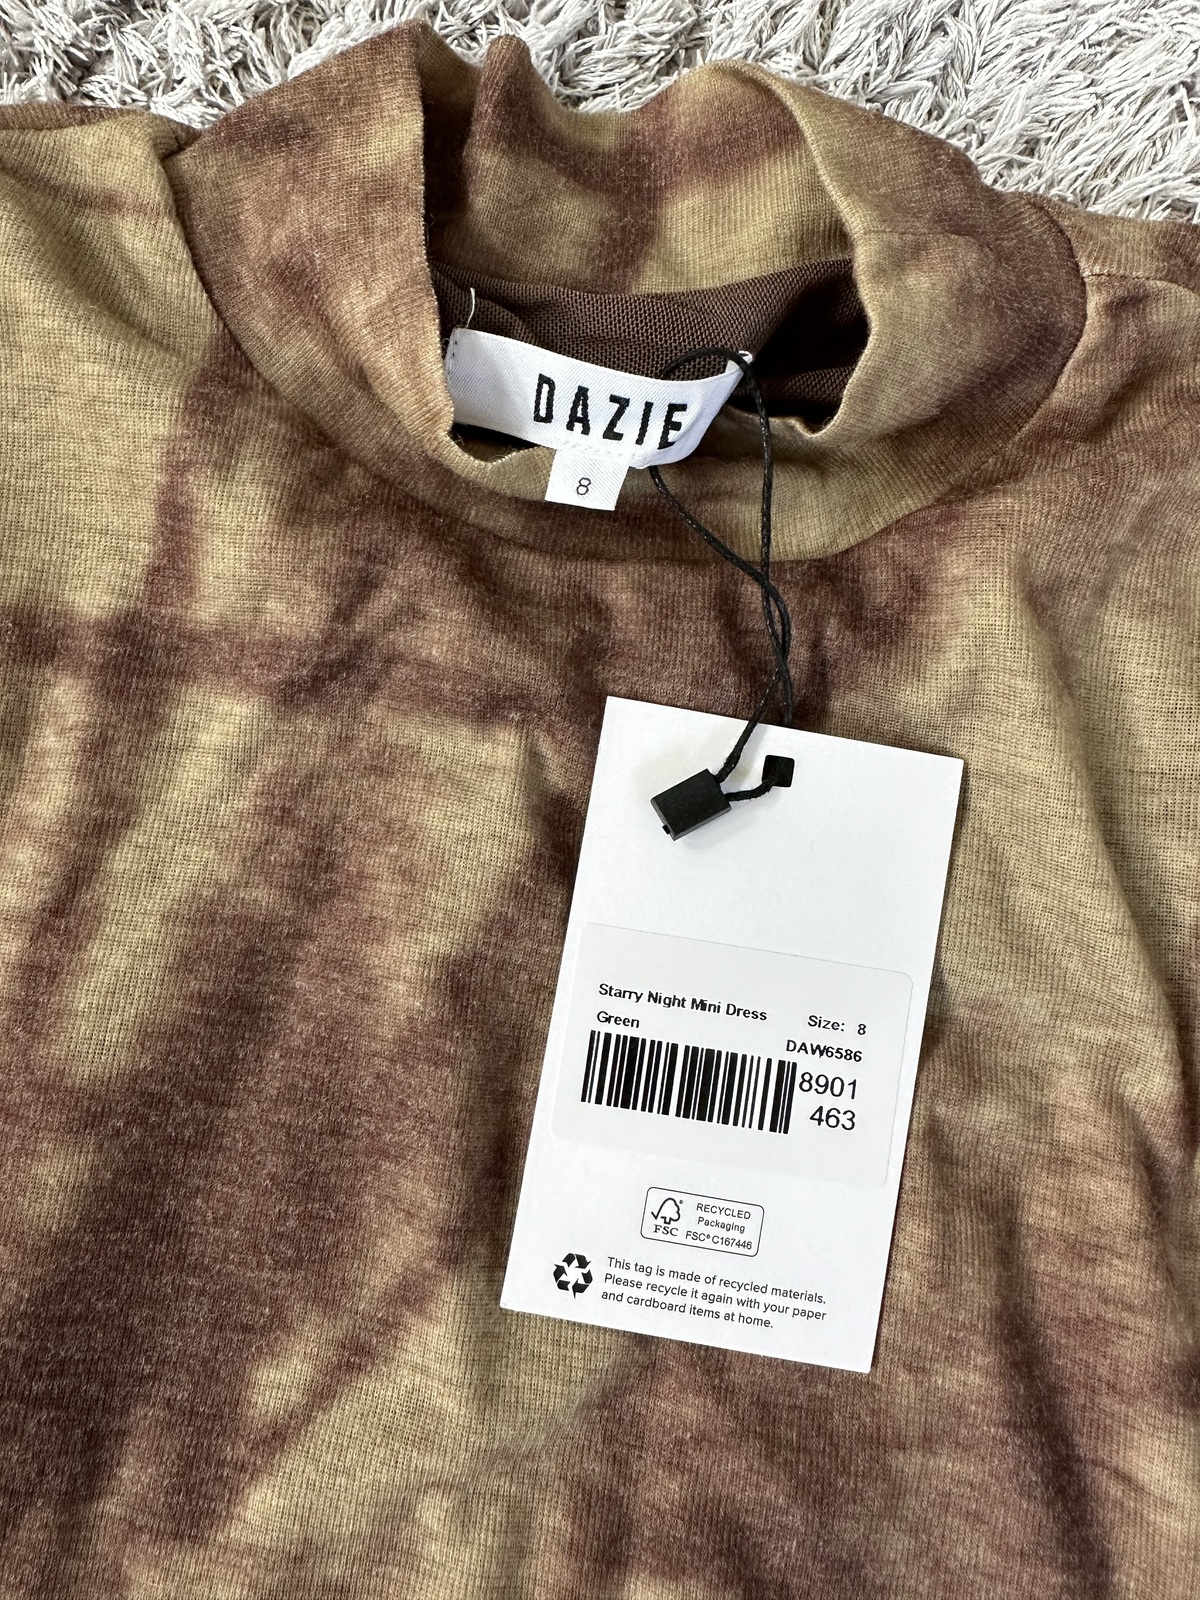 DAZIE
8
Starry Night Mini Dress
Size: 8
Green
DAW6586
8901
463
FSC
RECYCLED
Packaging
FSC® C167446
This tag is made of recycled materials.
Please recycle it again with your paper
and cardboard items at home.